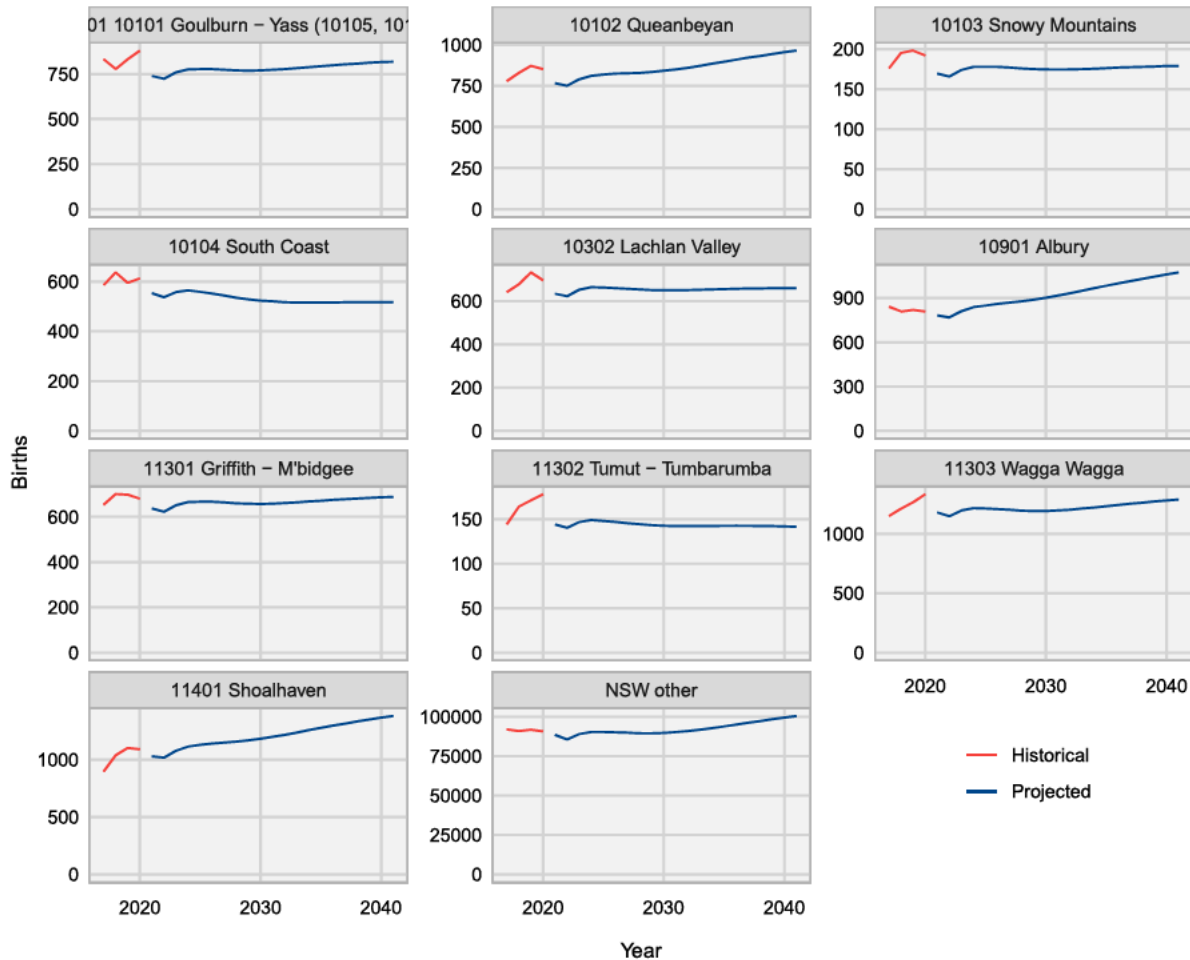 01 10101 Goulburn − Yass (10105, 101
10102 Queanbeyan
10103 Snowy Mountains
750
500
250
0
1000
750
500
250
0
200
150
100
50
0
10104 South Coast
10302 Lachlan Valley
10901 Albury
600
400
200
0
600
400
200
0
900
600
300
0
Births
11301 Griffith − M'bidgee
11302 Tumut − Tumbarumba
11303 Wagga Wagga
600
400
200
0
150
100
50
0
1000
500
0
2020 2030 2040
11401 Shoalhaven
NSW other
1000
500
0
100000
75000
50000
25000
0
2020 2030 2040
2020 2030 2040
Year
Historical
Projected